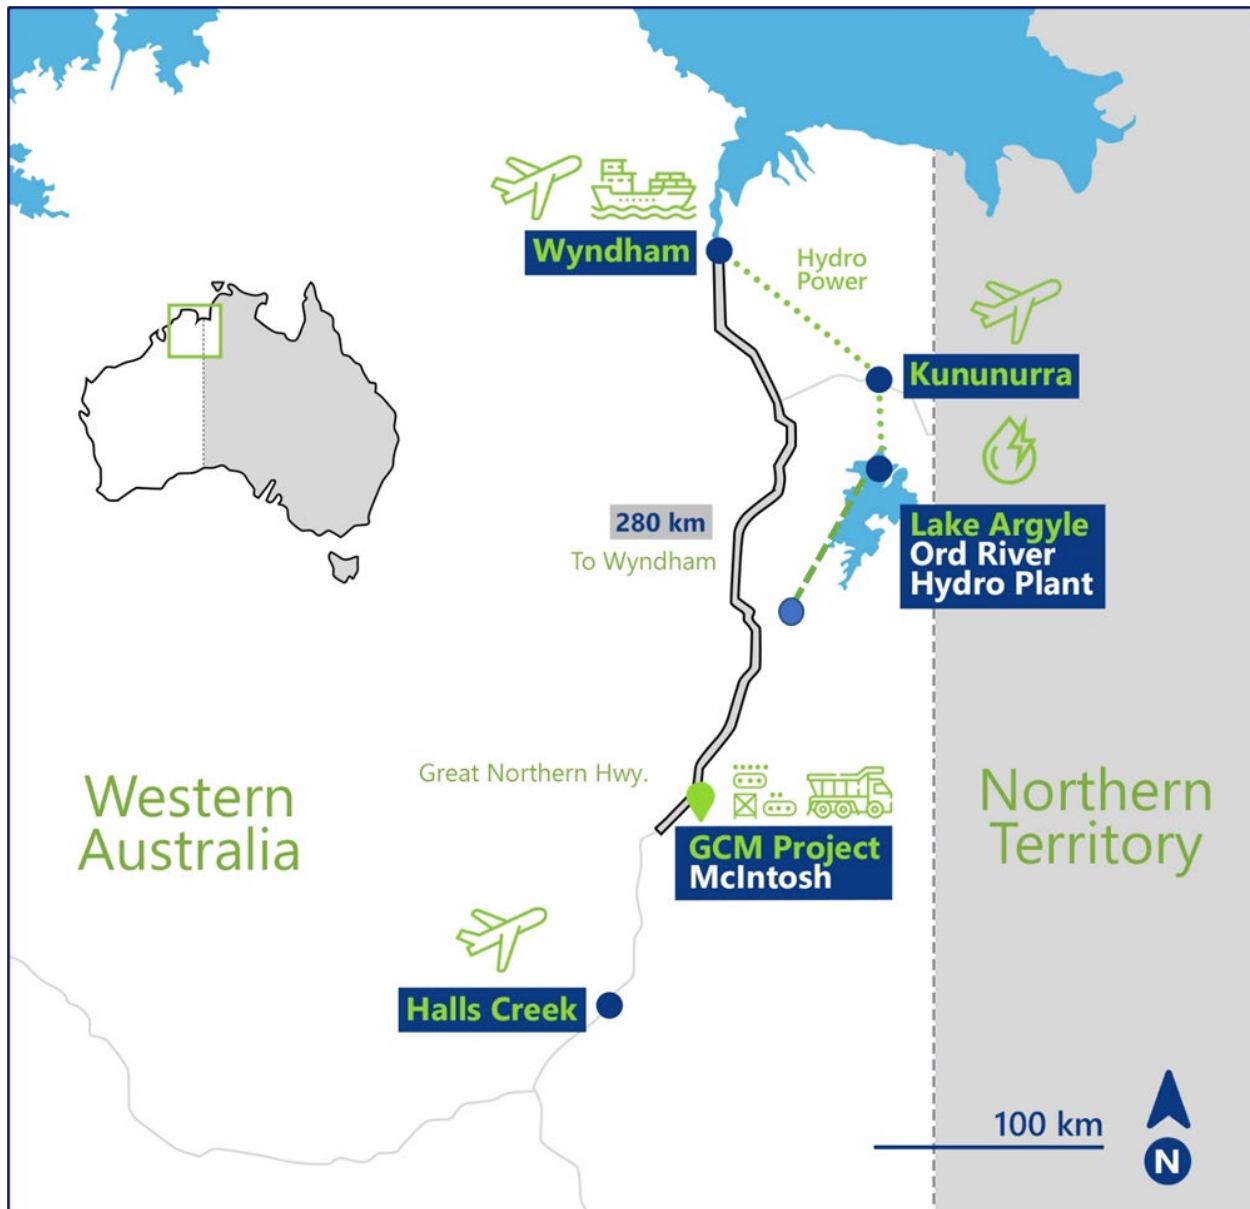 Wyndham
Hydro
Power
Kununurra
280 km
To Wyndham
Lake Argyle
Ord River
Hydro Plant
Great Northern Hwy.
Western
Australia
GCM Project
McIntosh
Northern
Territory
Halls Creek
100 km
N